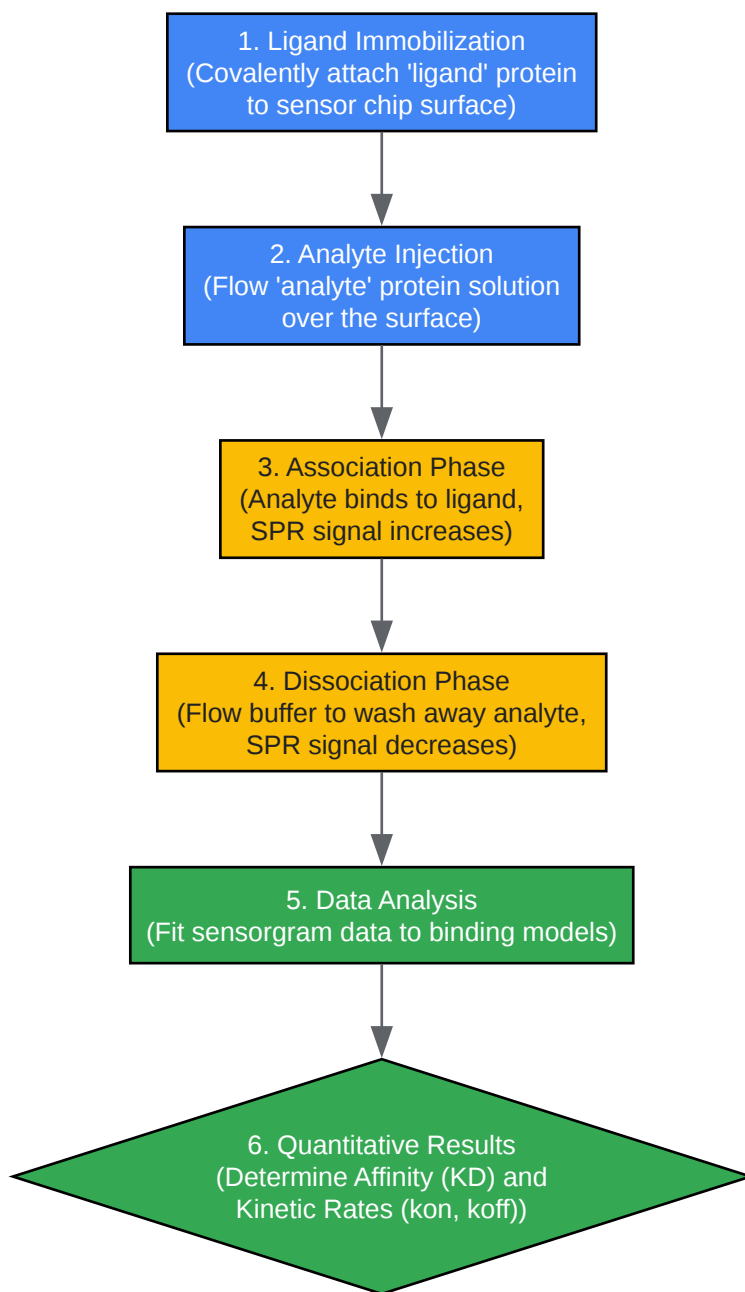 1. Ligand Immobilization
(Covalently attach 'ligand' protein
to sensor chip surface)
2. Analyte Injection
(Flow 'analyte' protein solution
over the surface)
3. Association Phase
(Analyte binds to ligand,
SPR signal increases)
4. Dissociation Phase
(Flow buffer to wash away analyte,
SPR signal decreases)
5. Data Analysis
(Fit sensorgram data to binding models)
6. Quantitative Results
(Determine Affinity (KD) and
Kinetic Rates (kon, koff))